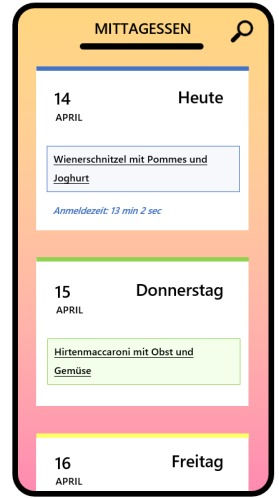 MITTAGESSEN
14 Heute
APRIL
Wienerschnitzel mit Pommes und
Joghurt
Anmeldezeit: 13 min 2 sec
15 Donnerstag
APRIL
Hirtenmaccaroni mit Obst und
Gemüse
16 Freitag
APRIL